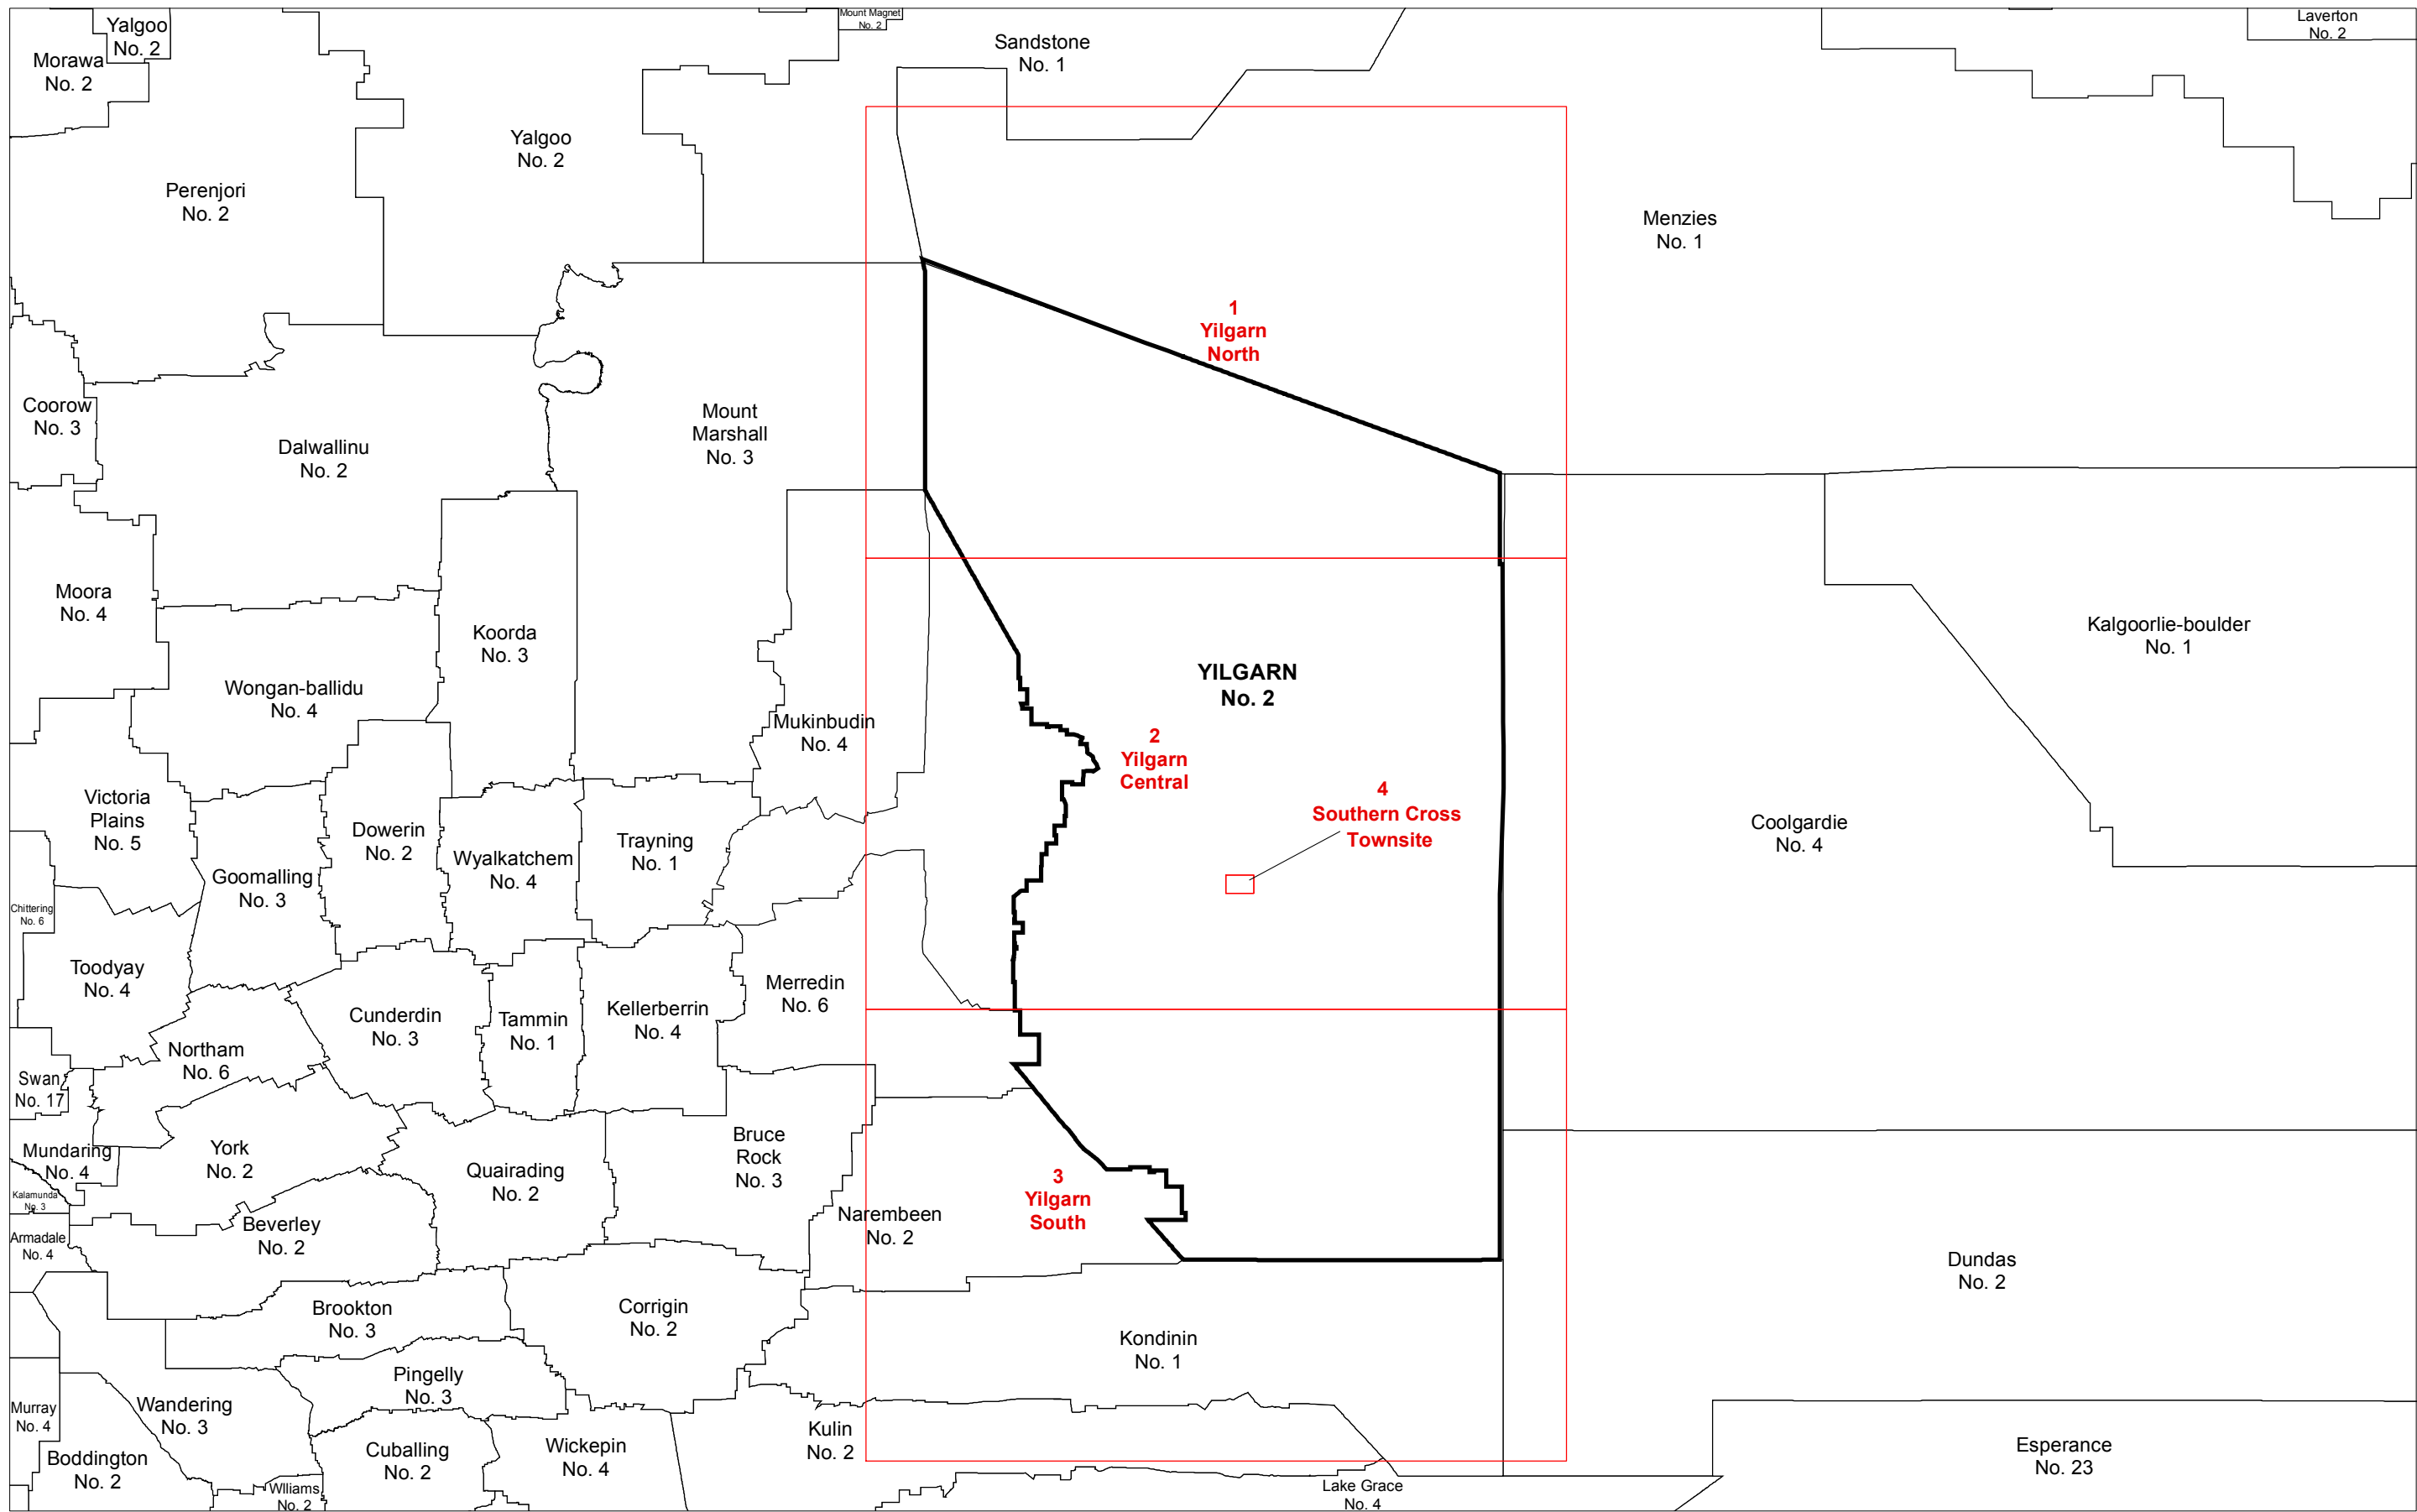 Yalgoo
No. 2
Mount Magnet
No. 2
Laverton
No. 2
Sandstone
No. 1
Morawa
No. 2
Yalgoo
No. 2
Perenjori
No. 2
Menzies
No. 1
1
Yilgarn
North
Coorow
No. 3
Mount
Marshall
No. 3
Dalwallinu
No. 2
Moora
No. 4
Koorda
No. 3
Kalgoorlie-boulder
No. 1
YILGARN
No. 2
Wongan-ballidu
No. 4
Mukinbudin
No. 4
2
Yilgarn
Central
4
Southern Cross
Townsite
Victoria
Plains
No. 5
Dowerin
No. 2
Wyalkatchem
No. 4
Trayning
No. 1
Coolgardie
No. 4
Goomalling
No. 3
Chittering
No. 6
Toodyay
No. 4
Merredin
No. 6
Cunderdin
No. 3
Tammin
No. 1
Kellerberrin
No. 4
Northam
No. 6
Swan
No. 17
Mundaring
No. 4
York
No. 2
Quairading
No. 2
Bruce
Rock
No. 3
3
Yilgarn
South
Kalamunda
No. 3
Narembeen
No. 2
Beverley
No. 2
Armadale
No. 4
Dundas
No. 2
Brookton
No. 3
Corrigin
No. 2
Kondinin
No. 1
Pingelly
No. 3
Murray
No. 4
Wandering
No. 3
Kulin
No. 2
Boddington
No. 2
Cuballing
No. 2
Wickepin
No. 4
Esperance
No. 23
Wlliams
No. 2
Lake Grace
No. 4